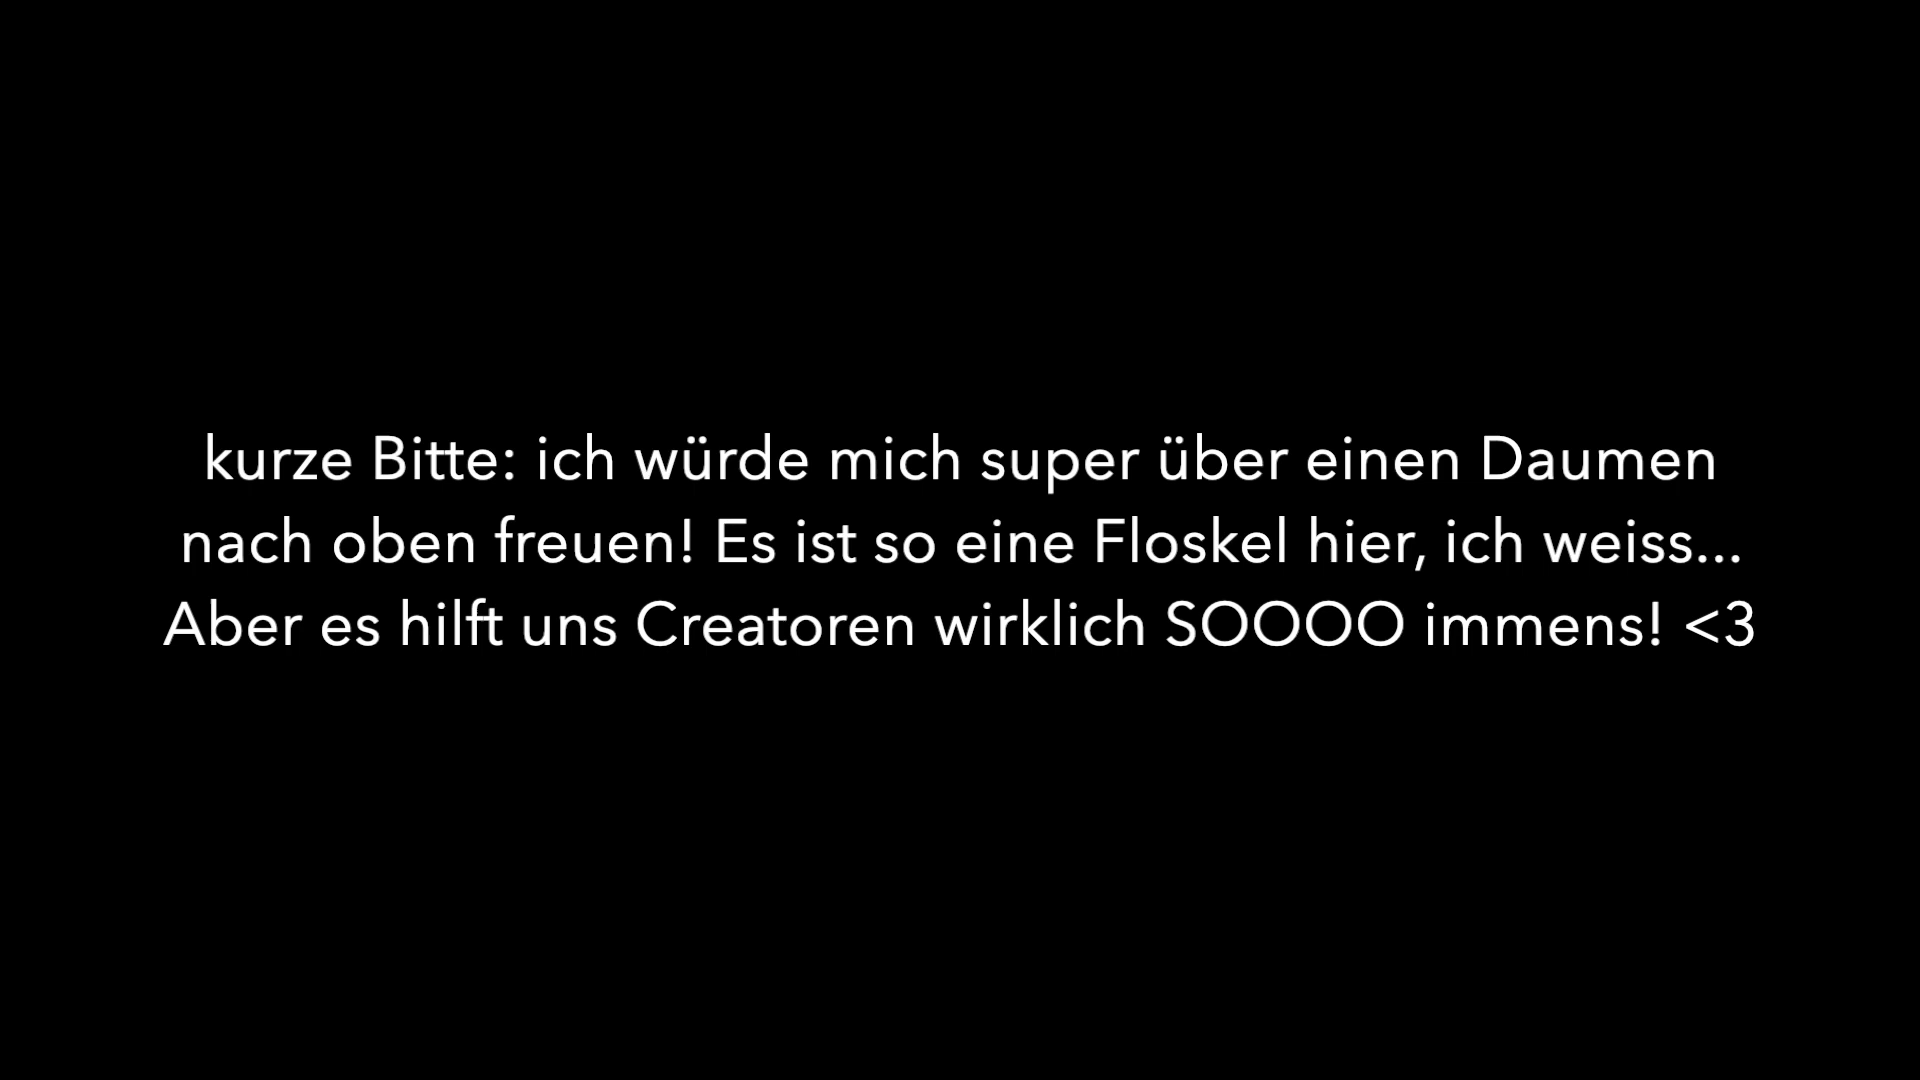 kurze Bitte: ich würde mich super über einen Daumen
nach oben freuen! Es ist so eine Floskel hier, ich weiss...
Aber es hilft uns Creatoren wirklich SOOOO immens! <3